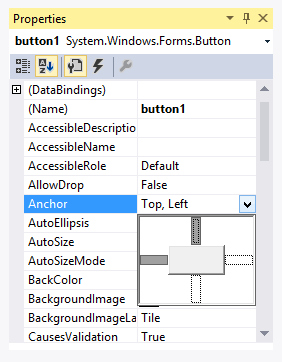 Properties
button1 System.Windows.Forms.Button
(DataBindings)
(Name) button1
AccessibleDescriptio
AccessibleName
AccessibleRole Default
AllowDrop False
Anchor Top, Left
AutoEllipsis
AutoSize
AutoSizeMode
BackColor
BackgroundImage
BackgroundImageLa Tile
CausesValidation True